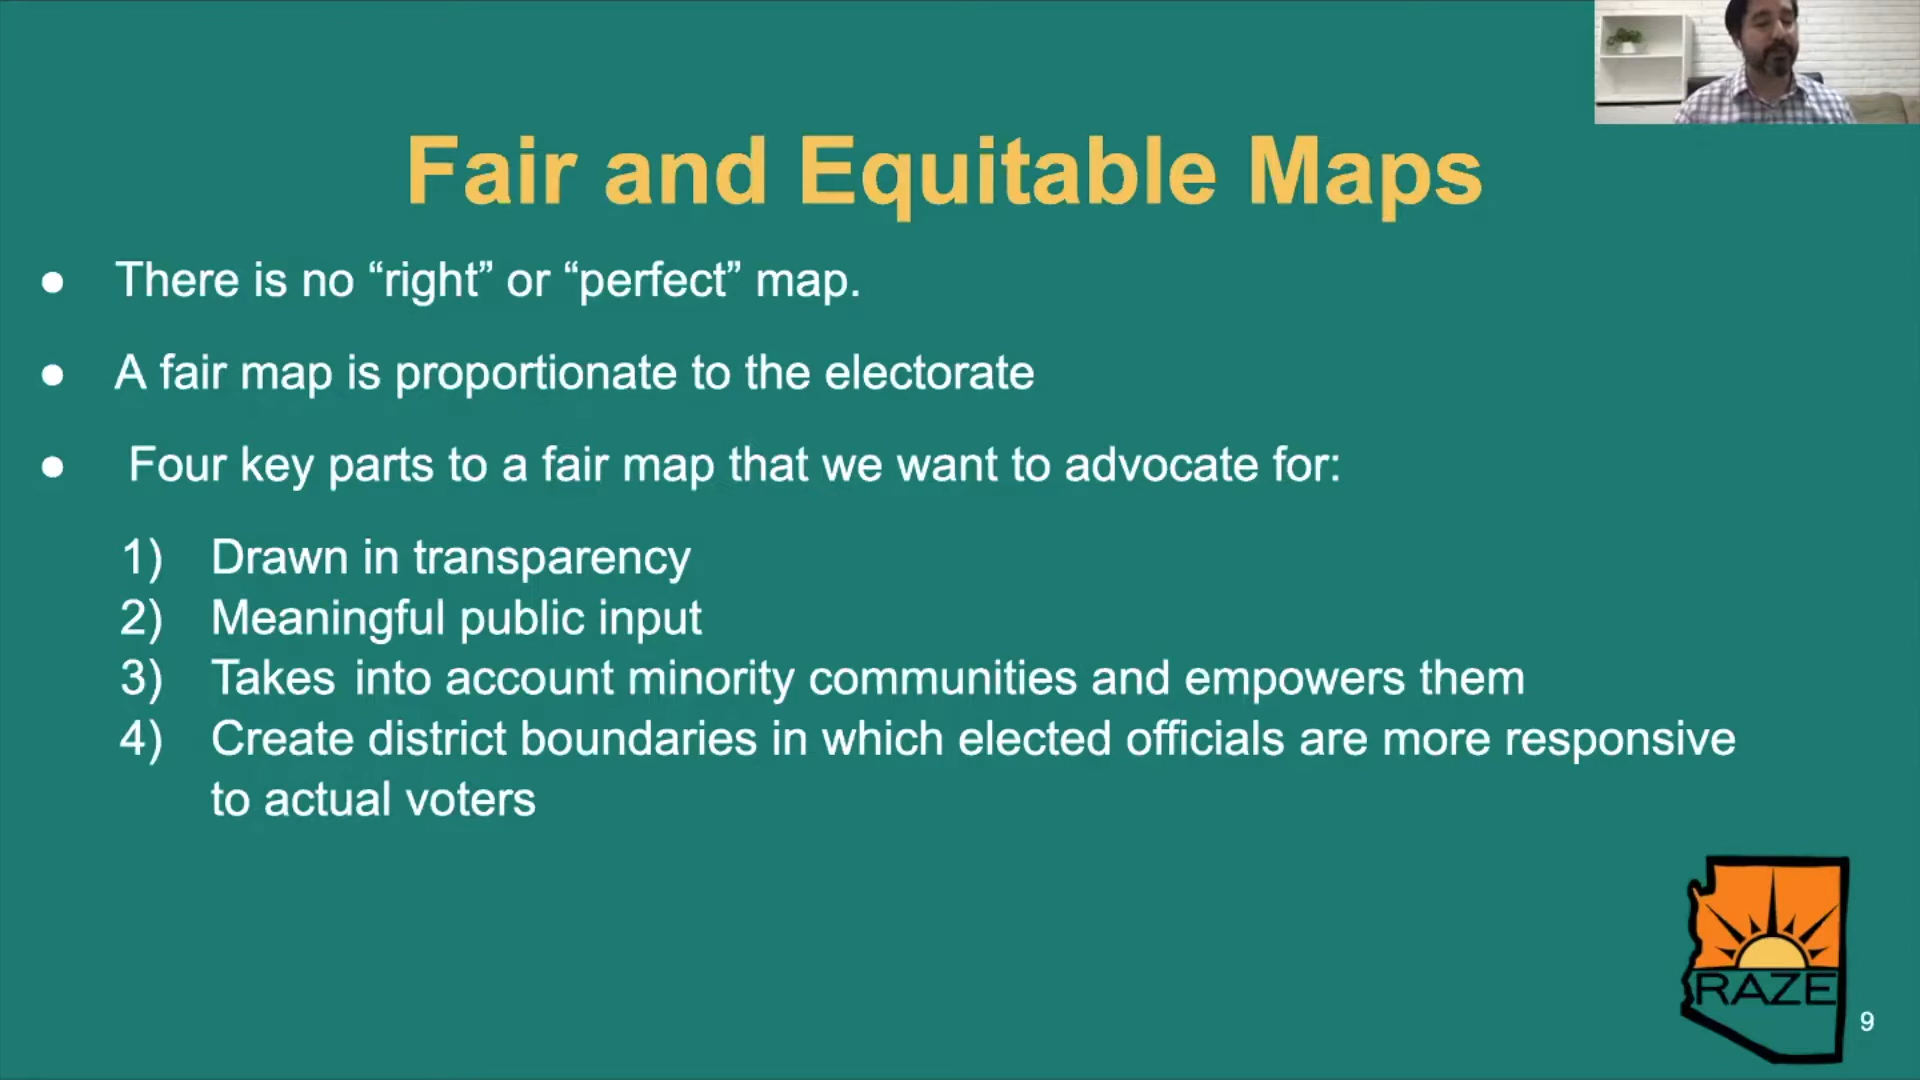 Fair and Equitable Maps
● There is no “right” or “perfect” map.
● A fair map is proportionate to the electorate
● Four key parts to a fair map that we want to advocate for:
1) Drawn in transparency
2) Meaningful public input
3) Takes into account minority communities and empowers them
4) Create district boundaries in which elected officials are more responsive
to actual voters
RAZE
9